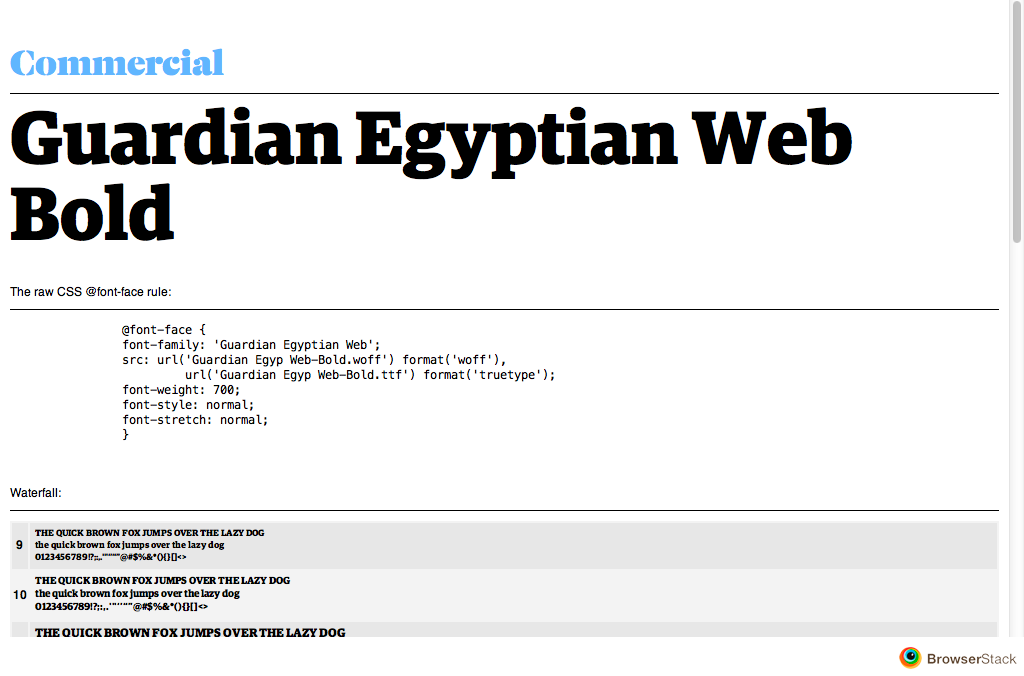 Commercial
Guardian Egyptian Web
Bold
The raw CSS @font-face rule:
@font-face {
font-family: 'Guardian Egyptian Web';
src: url('Guardian Egyp Web-Bold.woff') format('woff'),
url('Guardian Egyp Web-Bold.ttf') format('truetype');
font-weight: 700;
font-style: normal;
font-stretch: normal;
}
Waterfall:
THE QUICK BROWN FOX JUMPS OVER THE LAZY DOG
9 the quick brown fox jumps over the lazy dog
0123456789!?;:,.'"‘’“”@#$%&*(){}[]<>
THE QUICK BROWN FOX JUMPS OVER THE LAZY DOG
10 the quick brown fox jumps over the lazy dog
0123456789!?;:,.'"‘’“”@#$%&*(){}[]<>
THE QUICK BROWN FOX JUMPS OVER THE LAZY DOG
BrowserStack